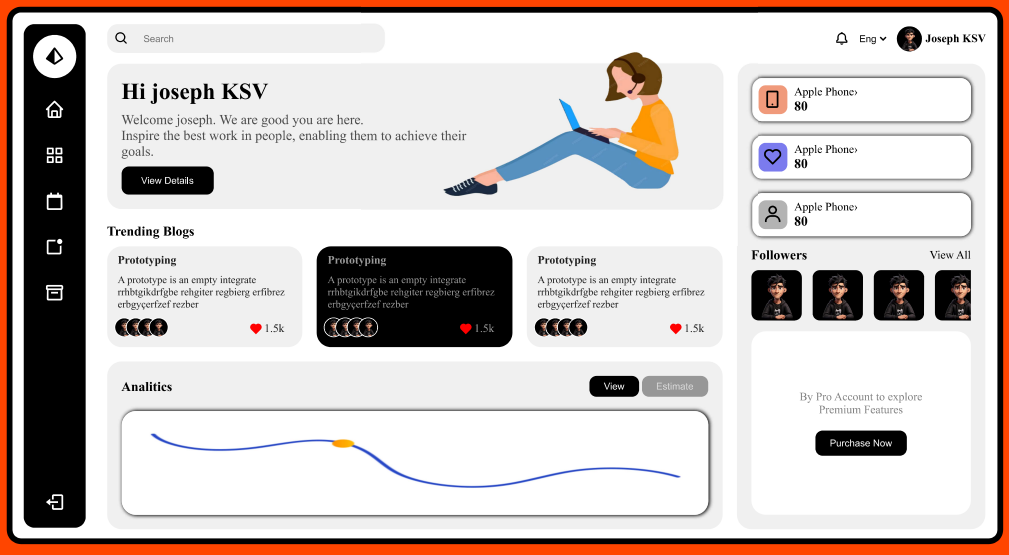 Search
Eng
Joseph KSV
Hi joseph KSV
Welcome joseph. We are good you are here.
Inspire the best work in people, enabling them to achieve their
goals.
View Details
Apple Phone›
80
Apple Phone›
80
Apple Phone›
80
Trending Blogs
Prototyping
A prototype is an empty integrate
rrhbtgikdrfgbe rehgiter regbierg erfibrez
erbgyçerfzef rezber
1.5k
Prototyping
A prototype is an empty integrate
rrhbtgikdrfgbe rehgiter regbierg erfibrez
erbgyçerfzef rezber
1.5k
Prototyping
A prototype is an empty integrate
rrhbtgikdrfgbe rehgiter regbierg erfibrez
erbgyçerfzef rezber
1.5k
Followers
View All
Analitics
View
Estimate
By Pro Account to explore
Premium Features
Purchase Now